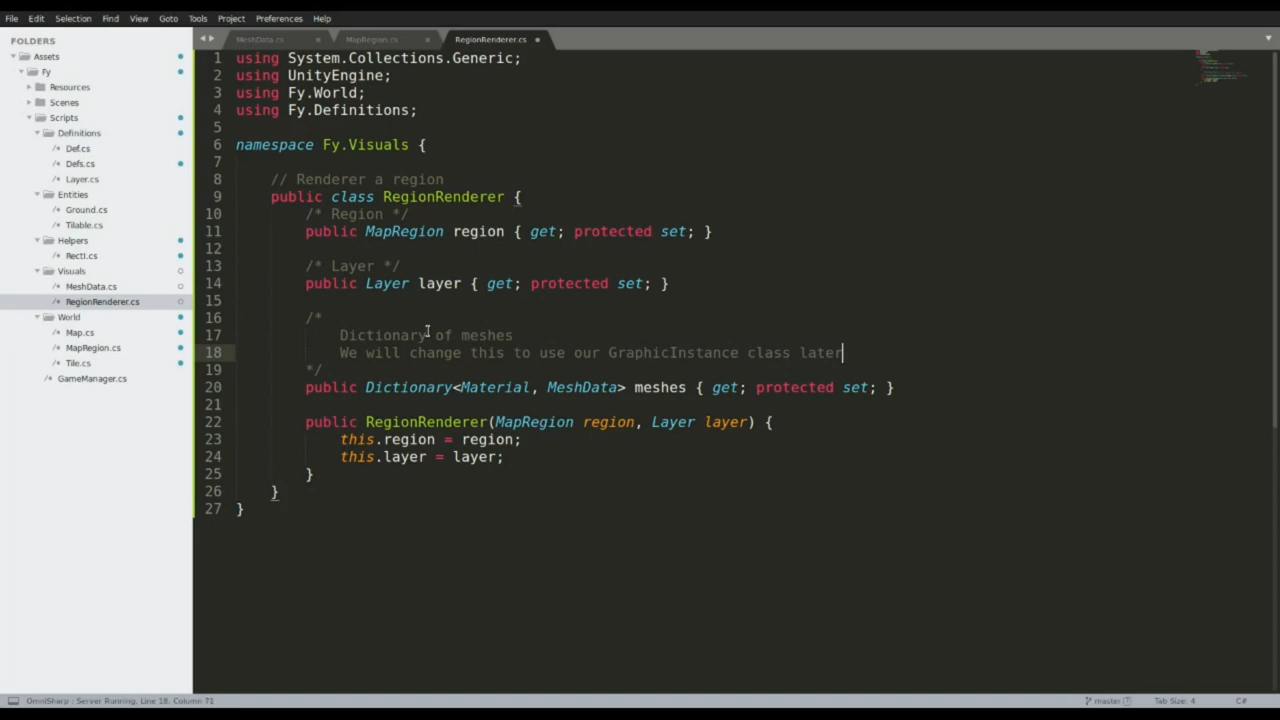 File Edit Selection Find View Goto Tools Project Preferences Help
FOLDERS
Assets
Fy
Resources
Scenes
Scripts
Definitions
Def.cs
Defs.cs
Layer.cs
Entities
Ground.cs
Tilable.cs
Helpers
RectI.cs
Visuals
MeshData.cs
RegionRenderer.cs
World
Map.cs
MapRegion.cs
Tile.cs
GameManager.cs
MeshData.cs MapRegion.cs RegionRenderer.cs
1 using System.Collections.Generic;
2 using UnityEngine;
3 using Fy.World;
4 using Fy.Definitions;
5
6 namespace Fy.Visuals {
7
8 // Renderer a region
9 public class RegionRenderer {
10 /* Region */
11 public MapRegion region { get; protected set; }
12
13 /* Layer */
14 public Layer layer { get; protected set; }
15
16 /*
17 Dictionary of meshes
18 We will change this to use our GraphicInstance class later
19 */
20 public Dictionary<Material, MeshData> meshes { get; protected set; }
21
22 public RegionRenderer(MapRegion region, Layer layer) {
23 this.region = region;
24 this.layer = layer;
25 }
26 }
27 }
OmniSharp : Server Running, Line 18, Column 71 master Tab Size: 4 C#